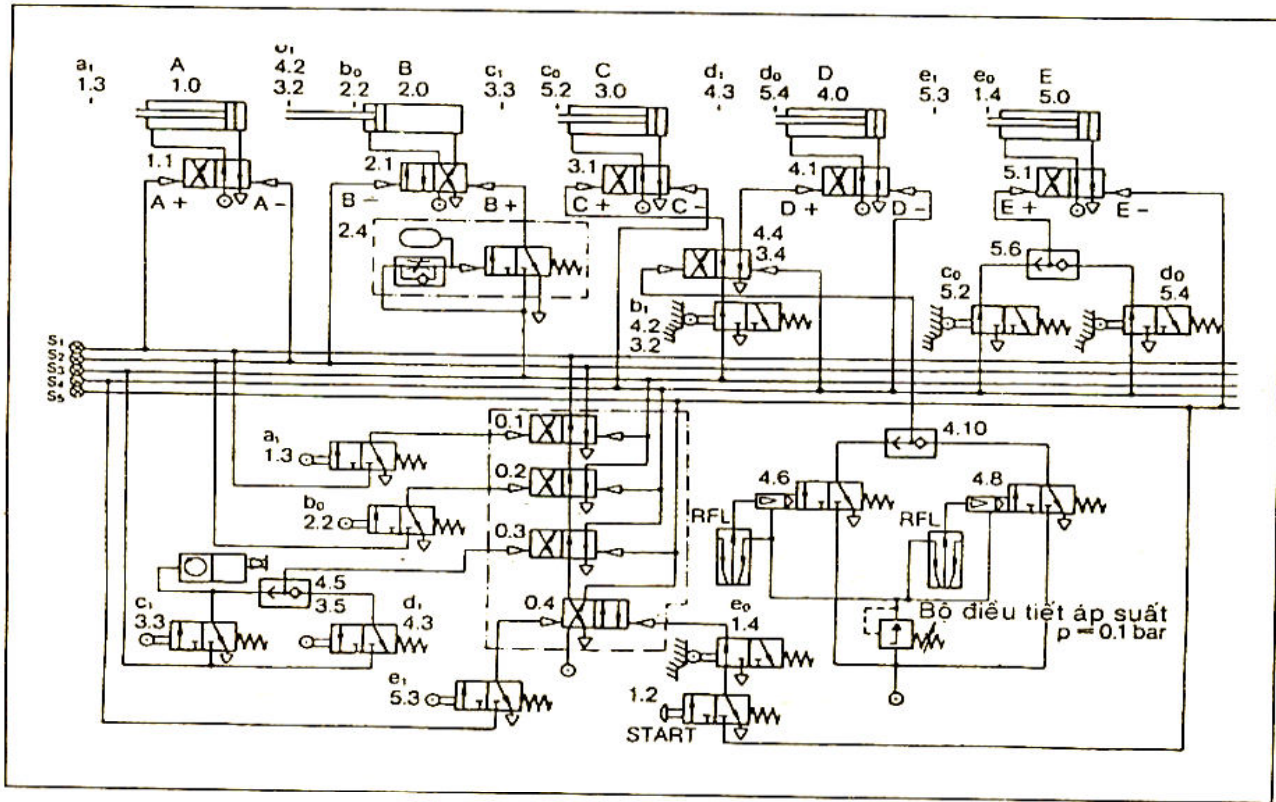 a₁
1.3
A
1.0
4.2
3.2
b₀
2.2
B
2.0
c₁
3.3
c₀
5.2
C
3.0
d₁
4.3
d₀
5.4
D
4.0
e₁
5.3
e₀
1.4
E
5.0
1.1
A +
A -
2.1
B -
B +
3.1
C +
C -
4.1
D +
D -
5.1
E +
E -
2.4
4.4
3.4
5.6
c₀
5.2
d₀
5.4
b₁
4.2
3.2
S₁
S₂
S₃
S₄
S₅
0.1
a₁
1.3
0.2
b₀
2.2
0.3
4.5
3.5
c₁
3.3
d₁
4.3
0.4
e₀
1.4
e₁
5.3
1.2
START
4.10
4.6
4.8
RFL
RFL
Bộ điều tiết áp suất
p = 0.1 bar